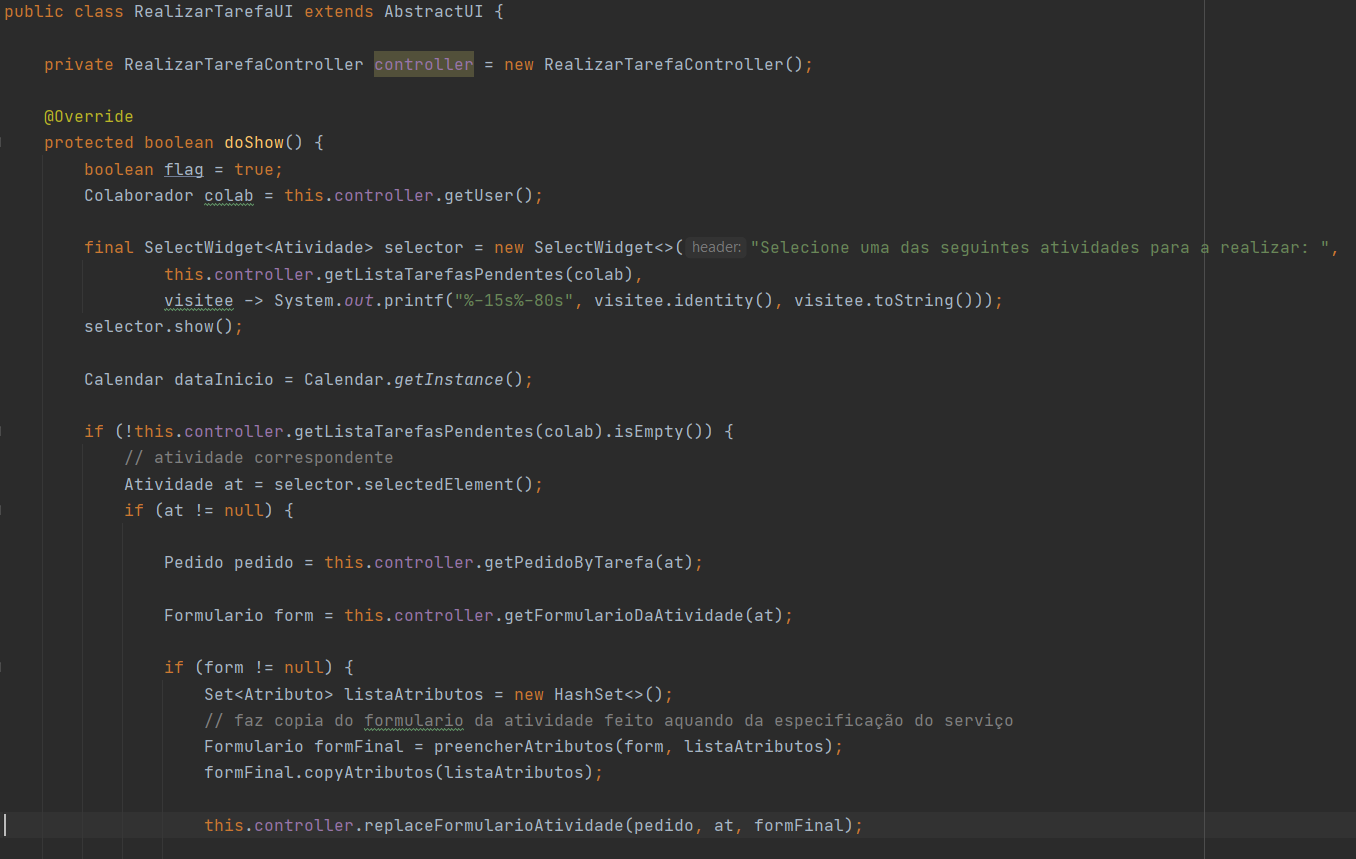 public class RealizarTarefaUI extends AbstractUI {
private RealizarTarefaController controller = new RealizarTarefaController();
@Override
protected boolean doShow() {
boolean flag = true;
Colaborador colab = this.controller.getUser();
final SelectWidget<Atividade> selector = new SelectWidget<>( header: "Selecione uma das seguintes atividades para a realizar: ",
this.controller.getListaTarefasPendentes(colab),
visitee -> System.out.printf("%-15s%-80s", visitee.identity(), visitee.toString()));
selector.show();
Calendar dataInicio = Calendar.getInstance();
if (!this.controller.getListaTarefasPendentes(colab).isEmpty()) {
// atividade correspondente
Atividade at = selector.selectedElement();
if (at != null) {
Pedido pedido = this.controller.getPedidoByTarefa(at);
Formulario form = this.controller.getFormularioDaAtividade(at);
if (form != null) {
Set<Atributo> listaAtributos = new HashSet<>();
// faz copia do formulario da atividade feito aquando da especificação do serviço
Formulario formFinal = preencherAtributos(form, listaAtributos);
formFinal.copyAtributos(listaAtributos);
this.controller.replaceFormularioAtividade(pedido, at, formFinal);